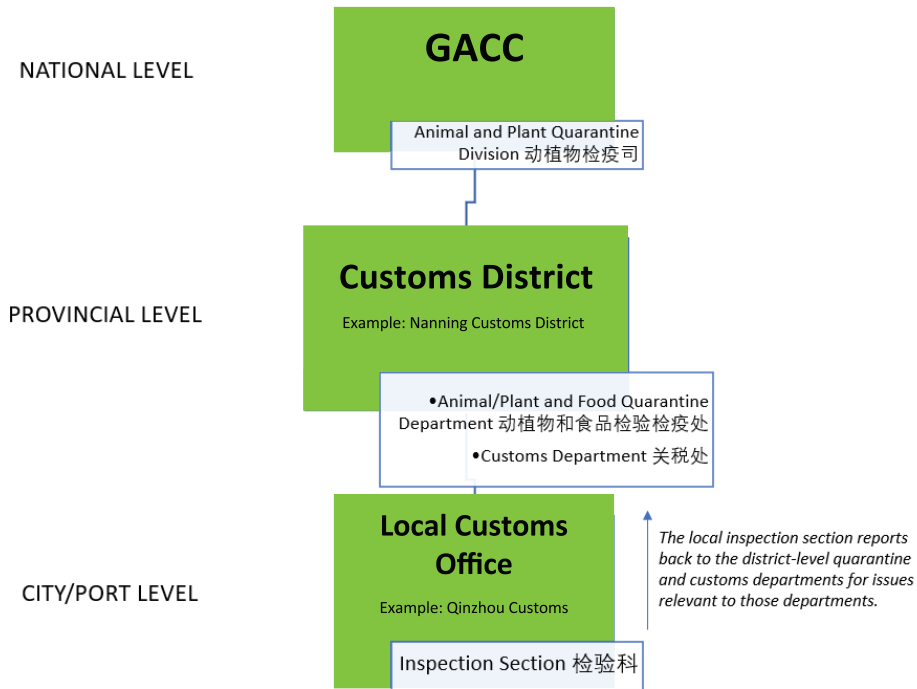 GACC
NATIONAL LEVEL
Animal and Plant Quarantine
Division 动植物检疫司
Customs District
PROVINCIAL LEVEL
Example: Nanning Customs District
•Animal/Plant and Food Quarantine
Department 动植物和食品检验检疫处
•Customs Department 关税处
Local Customs
Office
The local inspection section reports
back to the district-level quarantine
and customs departments for issues
relevant to those departments.
CITY/PORT LEVEL
Example: Qinzhou Customs
Inspection Section 检验科